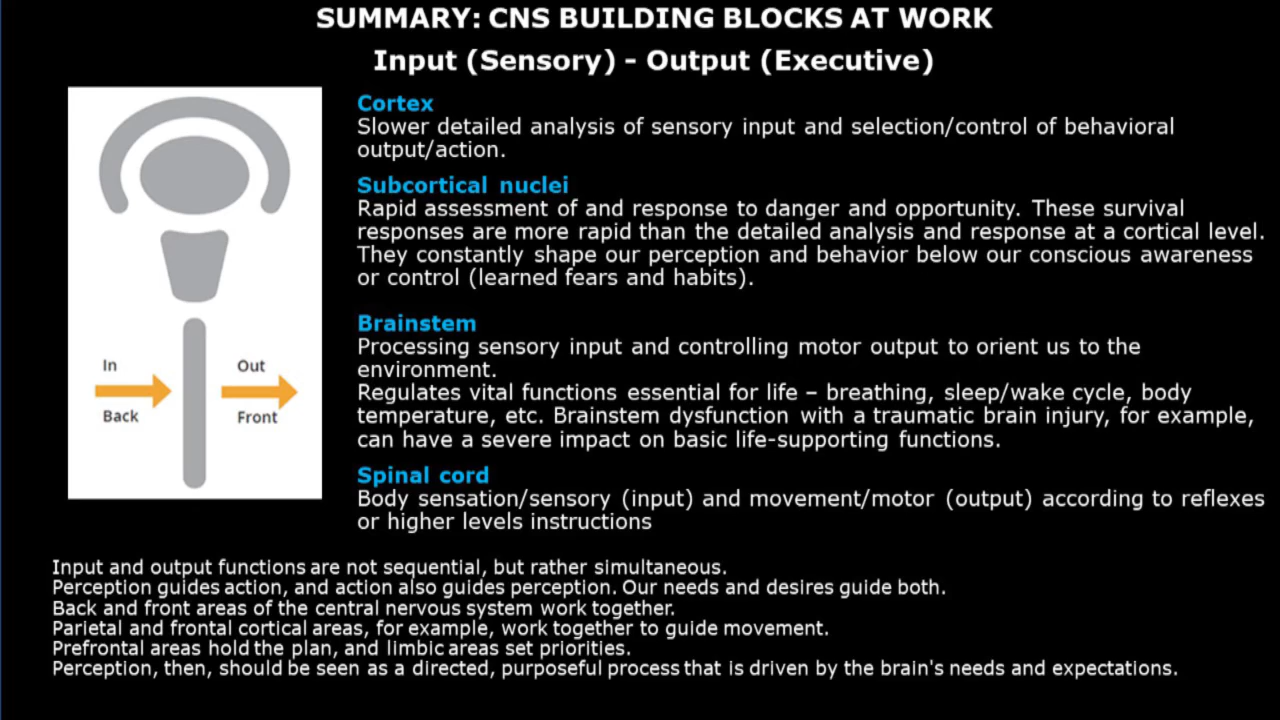 SUMMARY: CNS BUILDING BLOCKS AT WORK
Input (Sensory) - Output (Executive)
Cortex
Slower detailed analysis of sensory input and selection/control of behavioral
output/action.
Subcortical nuclei
Rapid assessment of and response to danger and opportunity. These survival
responses are more rapid than the detailed analysis and response at a cortical level.
They constantly shape our perception and behavior below our conscious awareness
or control (learned fears and habits).
Brainstem
Processing sensory input and controlling motor output to orient us to the
environment.
Regulates vital functions essential for life – breathing, sleep/wake cycle, body
temperature, etc. Brainstem dysfunction with a traumatic brain injury, for example,
can have a severe impact on basic life-supporting functions.
Spinal cord
Body sensation/sensory (input) and movement/motor (output) according to reflexes
or higher levels instructions
In
Out
Back
Front
Input and output functions are not sequential, but rather simultaneous.
Perception guides action, and action also guides perception. Our needs and desires guide both.
Back and front areas of the central nervous system work together.
Parietal and frontal cortical areas, for example, work together to guide movement.
Prefrontal areas hold the plan, and limbic areas set priorities.
Perception, then, should be seen as a directed, purposeful process that is driven by the brain's needs and expectations.